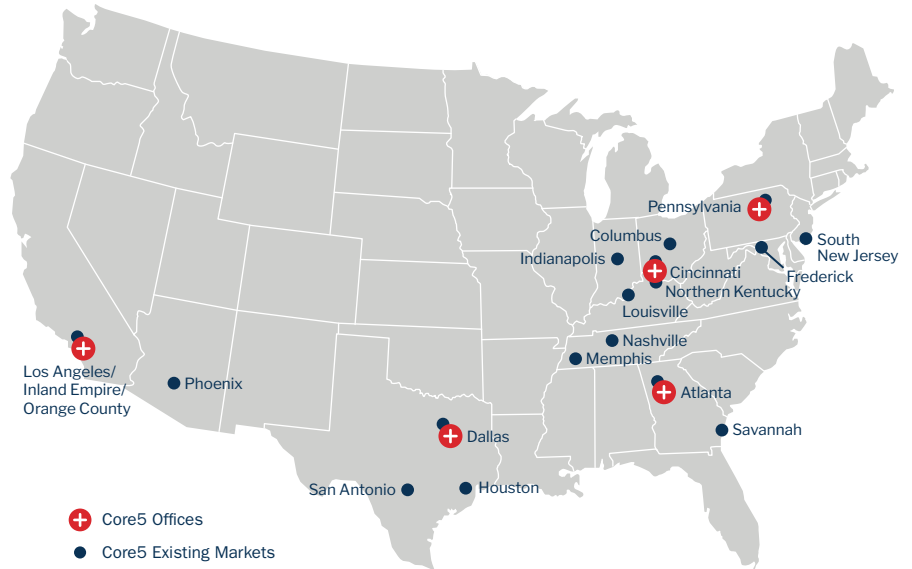 Pennsylvania
Columbus
South
New Jersey
Indianapolis
Cincinnati
Frederick
Northern Kentucky
Louisville
Nashville
Memphis
Los Angeles/
Inland Empire/
Orange County
Phoenix
Atlanta
Savannah
Dallas
San Antonio
Houston
Core5 Offices
Core5 Existing Markets